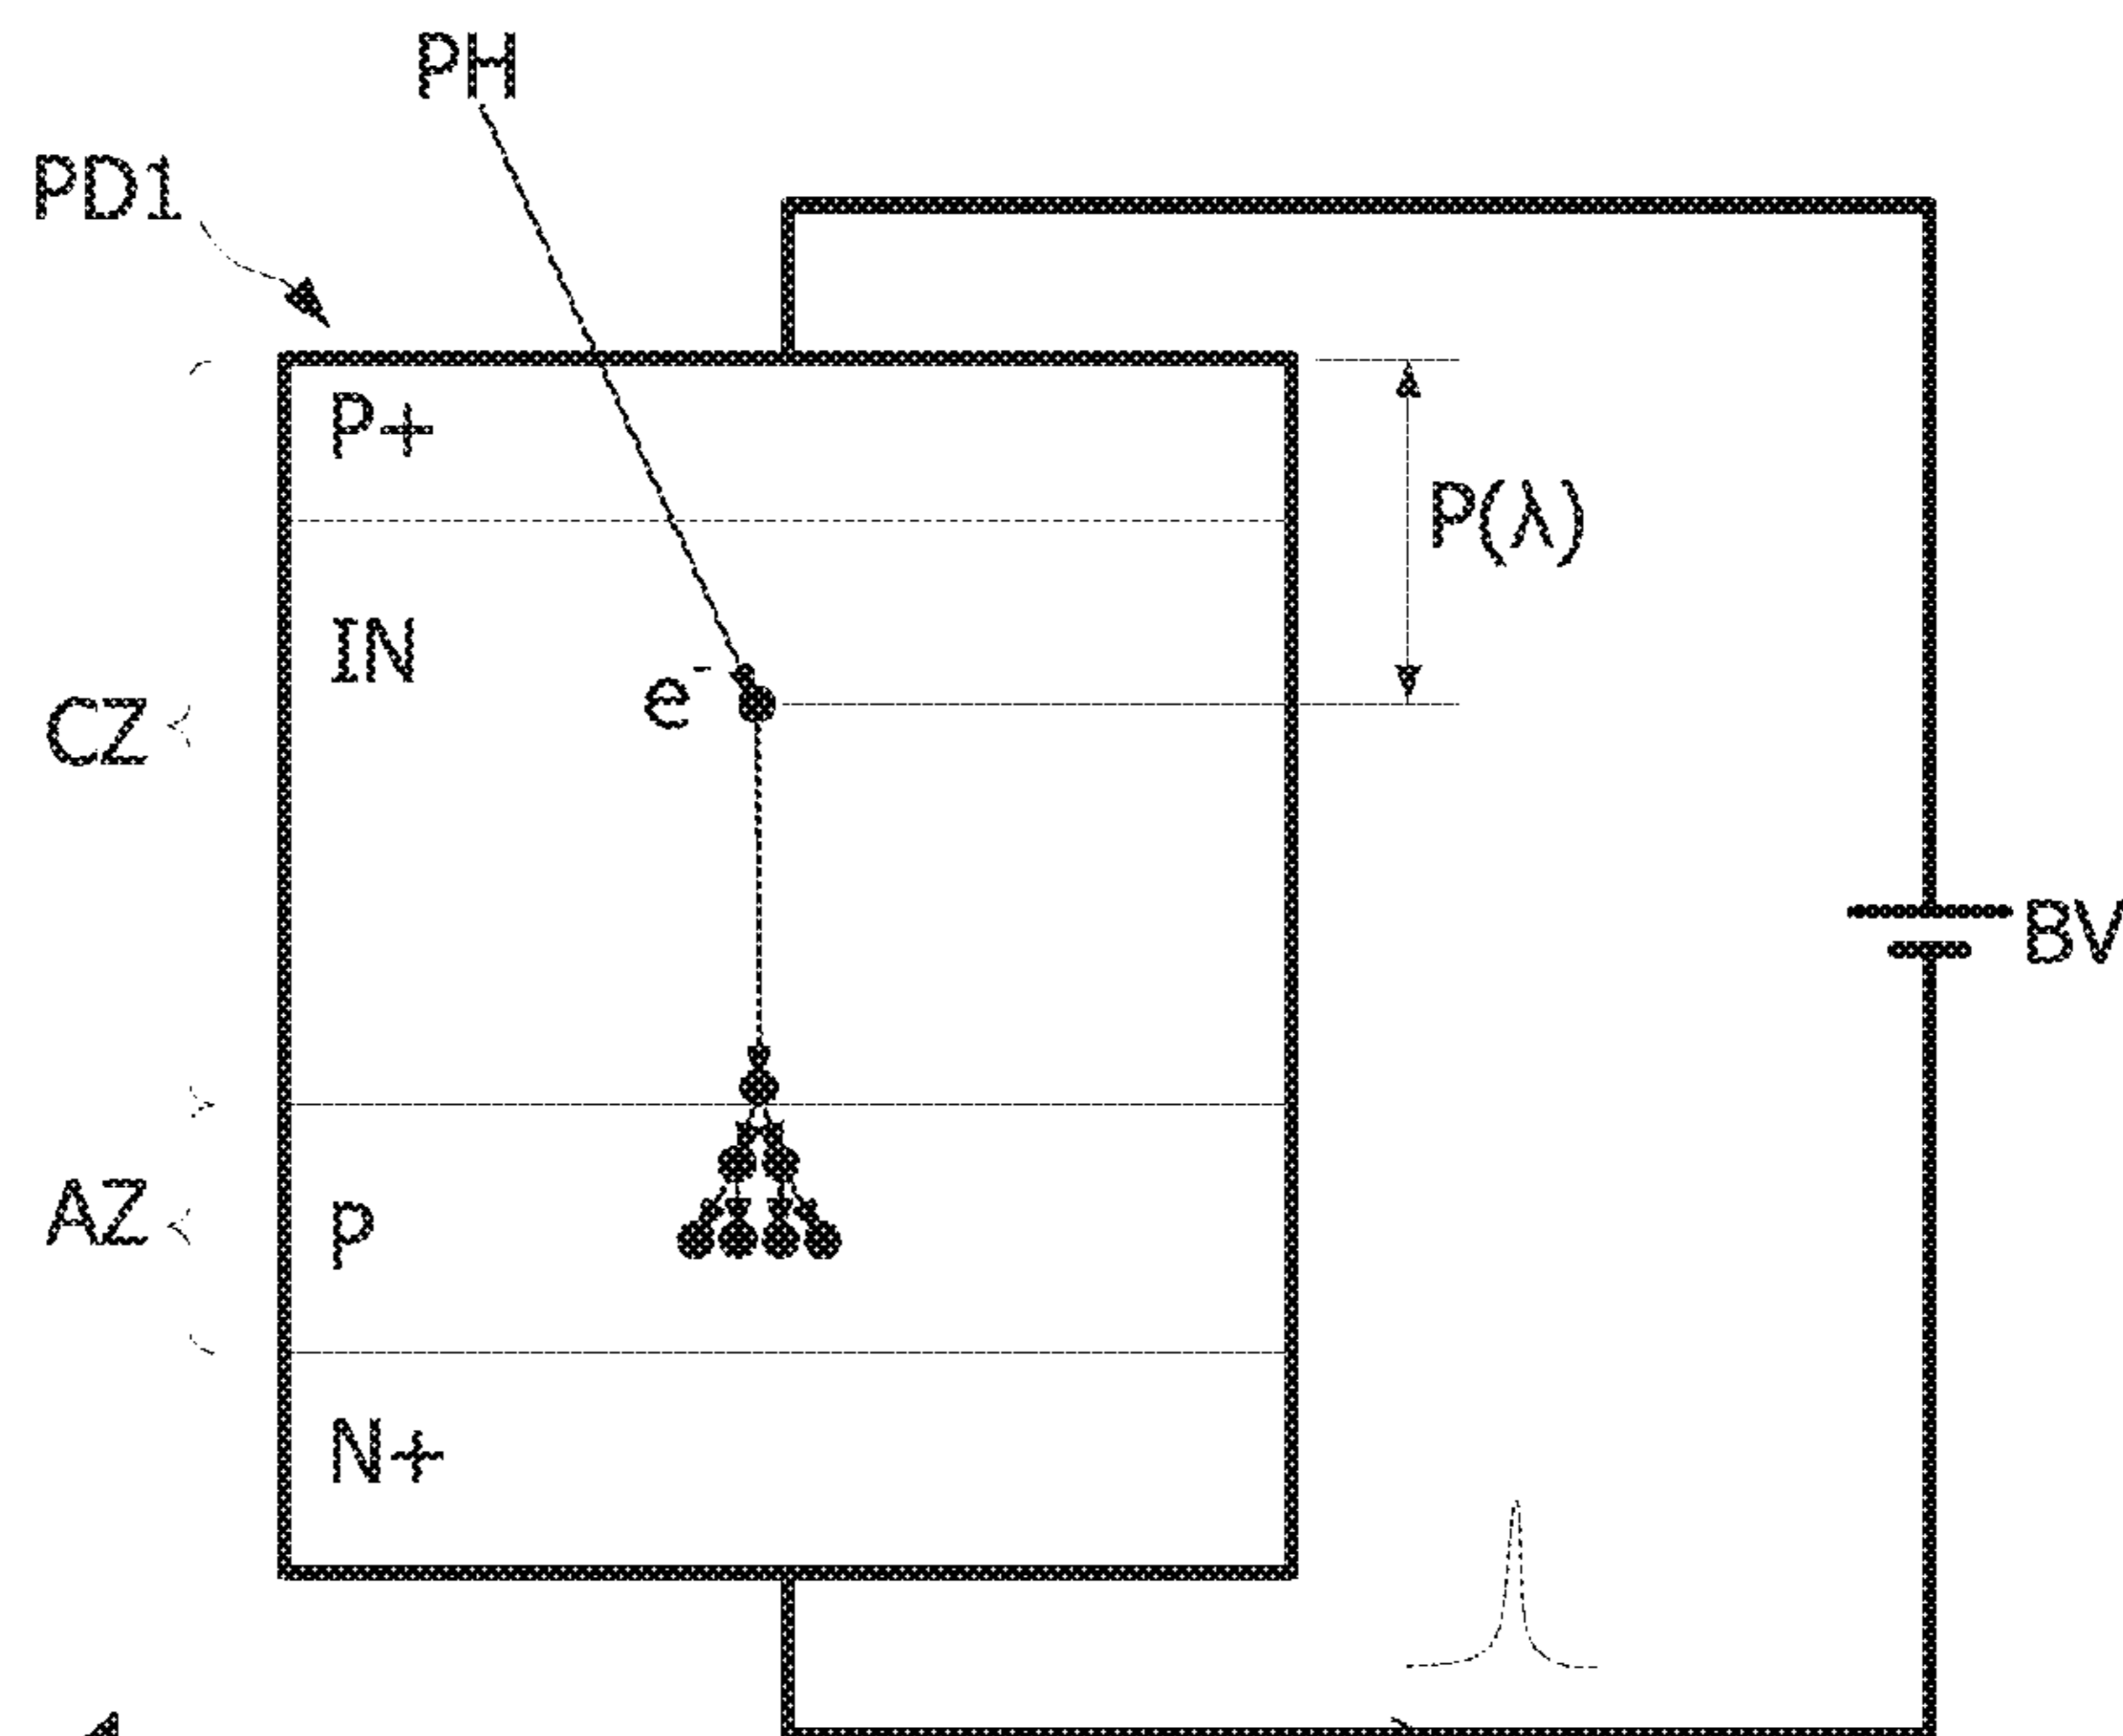 PH
PD1
P+
P(λ)
IN
e⁻
CZ
BV
AZ
P
N+